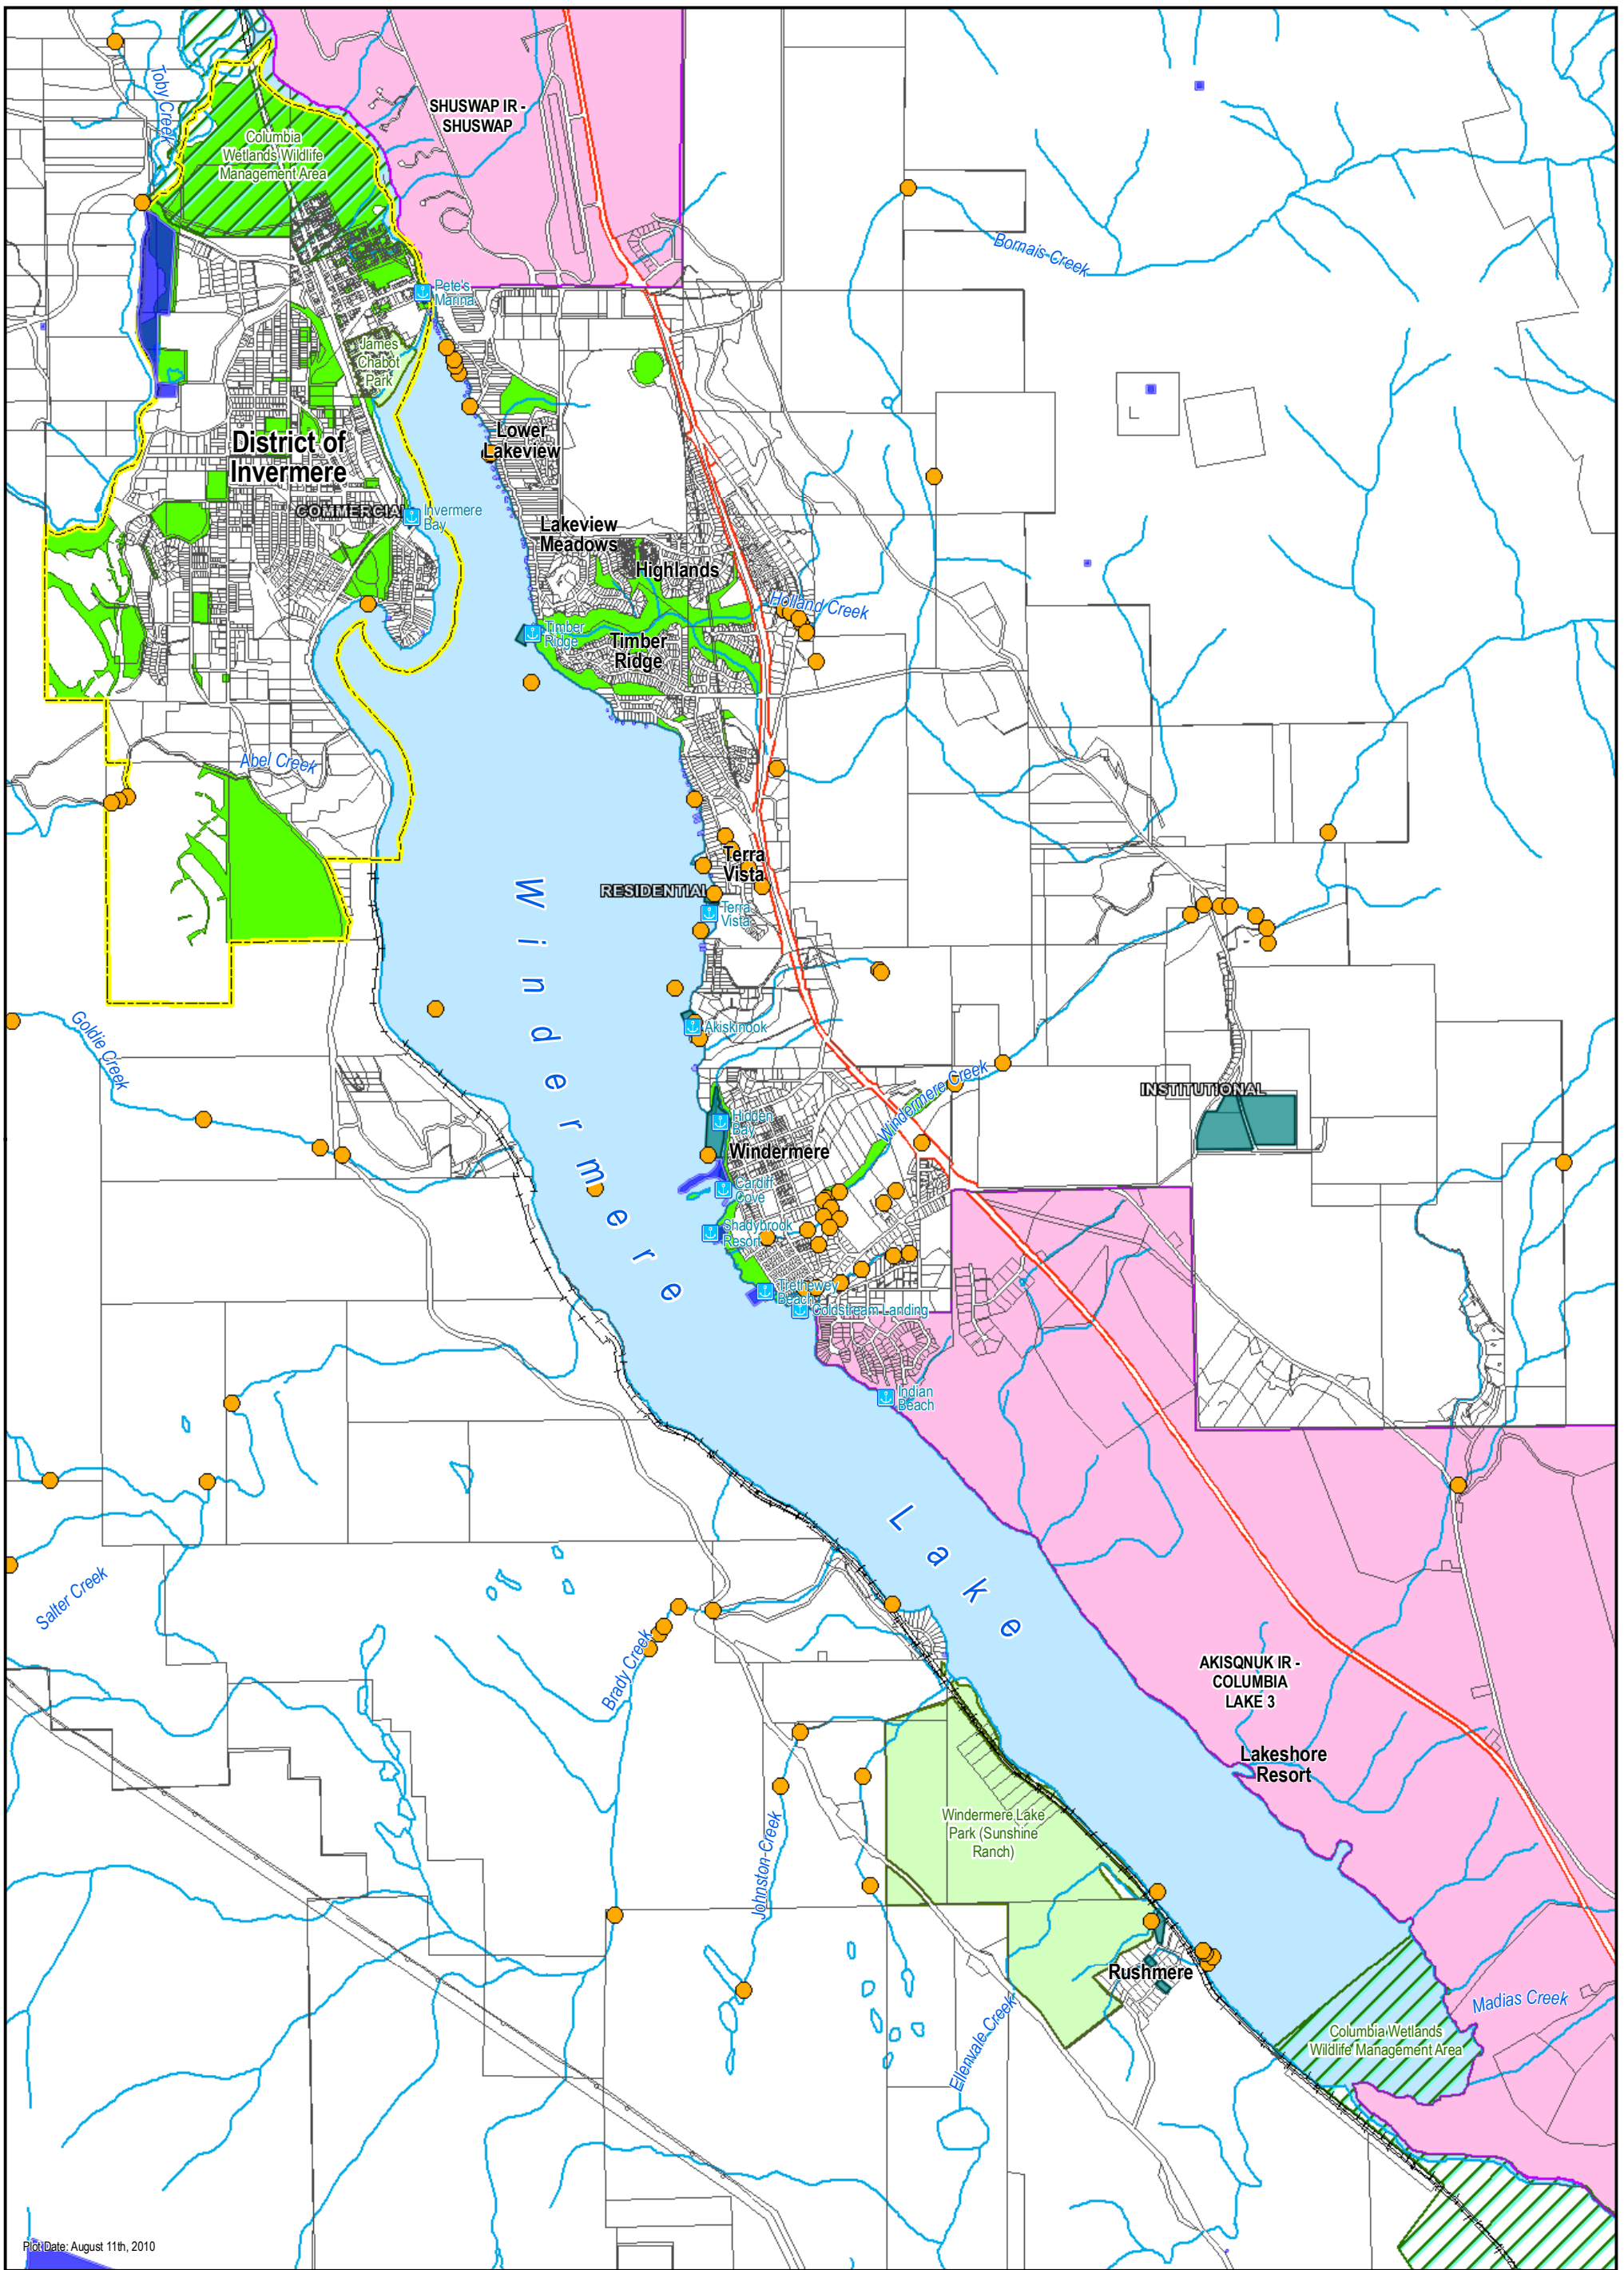 Toby Creek
SHUSWAP IR -
SHUSWAP
Columbia
Wetlands Wildlife
Management Area
Bornais Creek
Pete's
Marina
James
Chabot
Park
Lower
Lakeview
District of
Invermere
COMMERCIAL
Invermere
Bay
Lakeview
Meadows
Highlands
Holland Creek
Timber
Ridge
Timber
Ridge
Abel Creek
Terra
Vista
RESIDENTIAL
Terra
Vista
Windermere
Lake
Goldie Creek
Akiskinook
Windermere Creek
INSTITUTIONAL
Hidden
Bay
Windermere
Cardiff
Cove
Shadybrook
Resort
Trethewey
Beach
Coldstream Landing
Indian
Beach
Salter Creek
Brady Creek
AKISQNUK IR -
COLUMBIA
LAKE 3
Lakeshore
Resort
Windermere Lake
Park (Sunshine
Ranch)
Johnston Creek
Rushmere
Ellenvale Creek
Madias Creek
Columbia Wetlands
Wildlife Management Area
Plot Date: August 11th, 2010